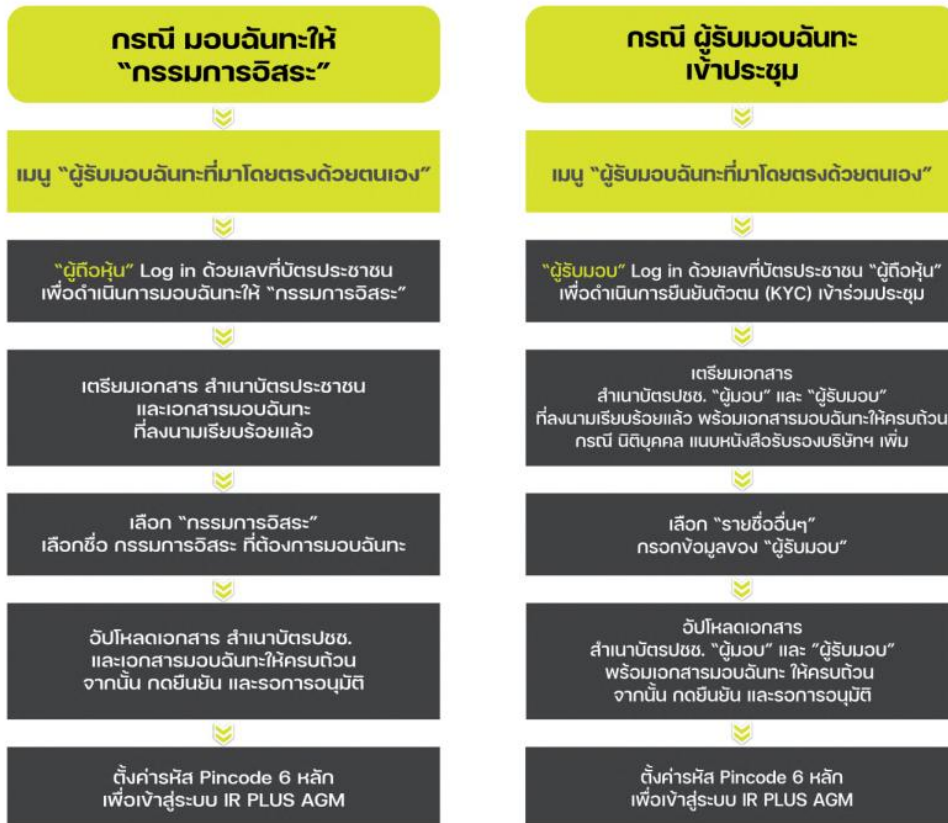 กรณี มอบฉันทะให้
“กรรมการอิสระ”
เมนู “ผู้รับมอบฉันทะที่มาโดยตรงด้วยตนเอง”
“ผู้ถือหุ้น” Log in ด้วยเลขที่บัตรประชาชน
เพื่อดำเนินการมอบฉันทะให้ “กรรมการอิสระ”
เตรียมเอกสาร สำเนาบัตรประชาชน
และเอกสารมอบฉันทะ
ที่ลงนามเรียบร้อยแล้ว
เลือก “กรรมการอิสระ”
เลือกชื่อ กรรมการอิสระ ที่ต้องการมอบฉันทะ
อัปโหลดเอกสาร สำเนาบัตรปชช.
และเอกสารมอบฉันทะให้ครบถ้วน
จากนั้น กดยืนยัน และรอการอนุมัติ
ตั้งค่ารหัส Pincode 6 หลัก
เพื่อเข้าสู่ระบบ IR PLUS AGM
กรณี ผู้รับมอบฉันทะ
เข้าประชุม
เมนู “ผู้รับมอบฉันทะที่มาโดยตรงด้วยตนเอง”
“ผู้รับมอบ” Log in ด้วยเลขที่บัตรประชาชน “ผู้ถือหุ้น”
เพื่อดำเนินการยืนยันตัวตน (KYC) เข้าร่วมประชุม
เตรียมเอกสาร
สำเนาบัตรปชช. “ผู้มอบ” และ “ผู้รับมอบ”
ที่ลงนามเรียบร้อยแล้ว พร้อมเอกสารมอบฉันทะให้ครบถ้วน
กรณี นิติบุคคล แนบหนังสือรับรองบริษัทฯ เพิ่ม
เลือก “รายชื่ออื่นๆ”
กรอกข้อมูลของ “ผู้รับมอบ”
อัปโหลดเอกสาร
สำเนาบัตรปชช. “ผู้มอบ” และ “ผู้รับมอบ”
พร้อมเอกสารมอบฉันทะ ให้ครบถ้วน
จากนั้น กดยืนยัน และรอการอนุมัติ
ตั้งค่ารหัส Pincode 6 หลัก
เพื่อเข้าสู่ระบบ IR PLUS AGM